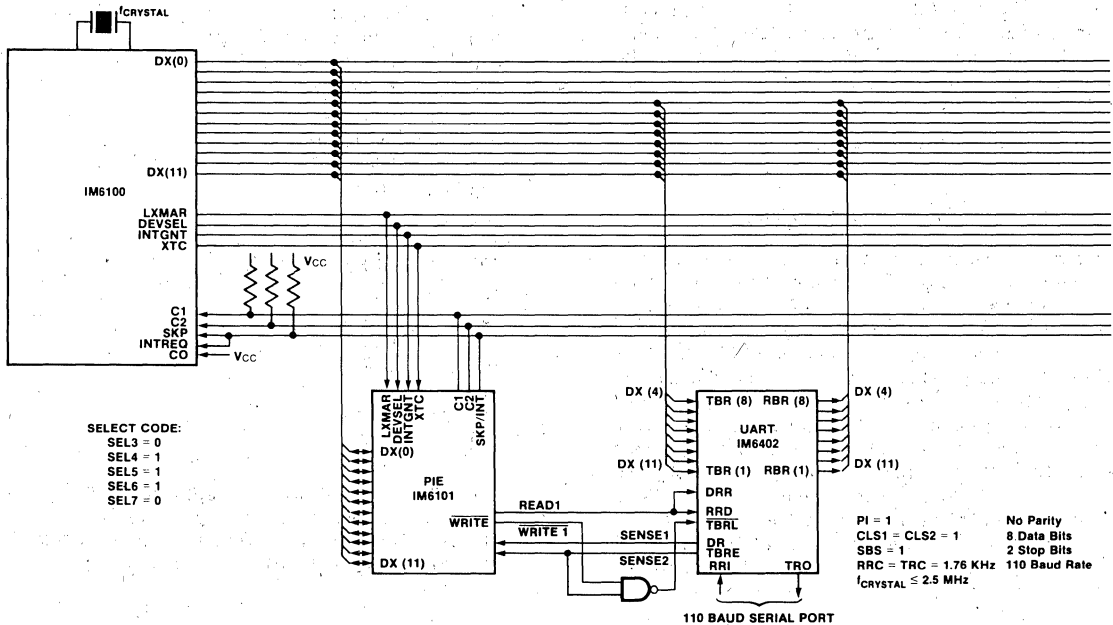 fCRYSTAL
DX(0)
DX(11)
IM6100
LXMAR
DEVSEL
INTGNT
XTC
VCC
C1
C2
SKP
INTREQ
CO
VCC
SELECT CODE:
SEL3 = 0
SEL4 = 1
SEL5 = 1
SEL6 = 1
SEL7 = 0
LXMAR
DEVSEL
INTGNT
XTC
C1
C2
SKP/INT
DX(0)
PIE
IM6101
WRITE
DX (11)
READ1
WRITE 1
SENSE1
SENSE2
DX (4)
DX (11)
TBR (8) RBR (8)
UART
IM6402
TBR (1) RBR (1)
DRR
RRD
TBRL
DR
TBRE
RRI TRO
DX (4)
DX (11)
110 BAUD SERIAL PORT
PI = 1 No Parity
CLS1 = CLS2 = 1 8 Data Bits
SBS = 1 2 Stop Bits
RRC = TRC = 1.76 KHz 110 Baud Rate
fCRYSTAL ≤ 2.5 MHz